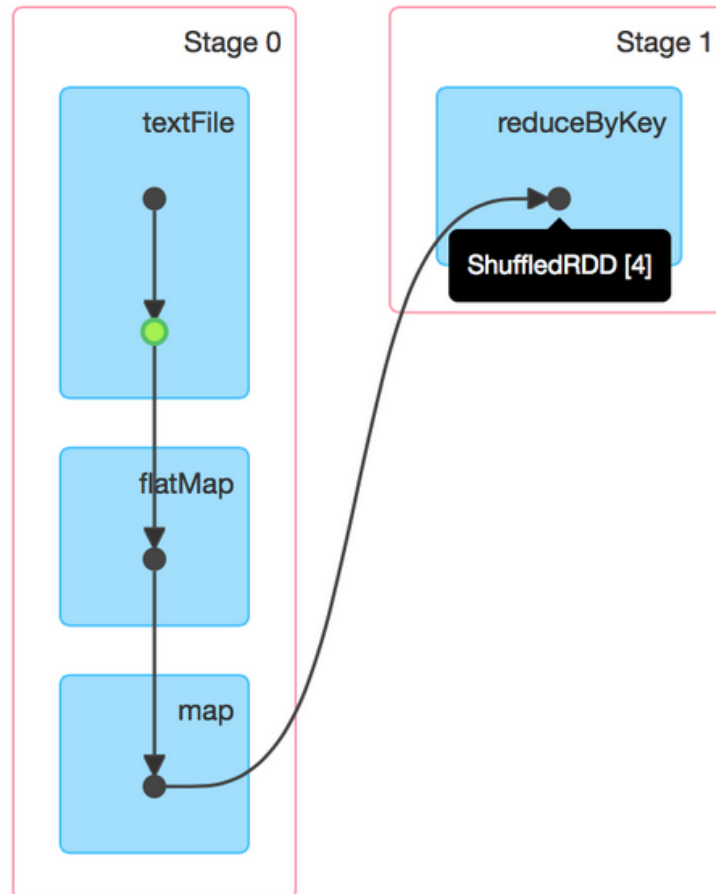 Stage 0
textFile
flatMap
map
Stage 1
reduceByKey
ShuffledRDD [4]